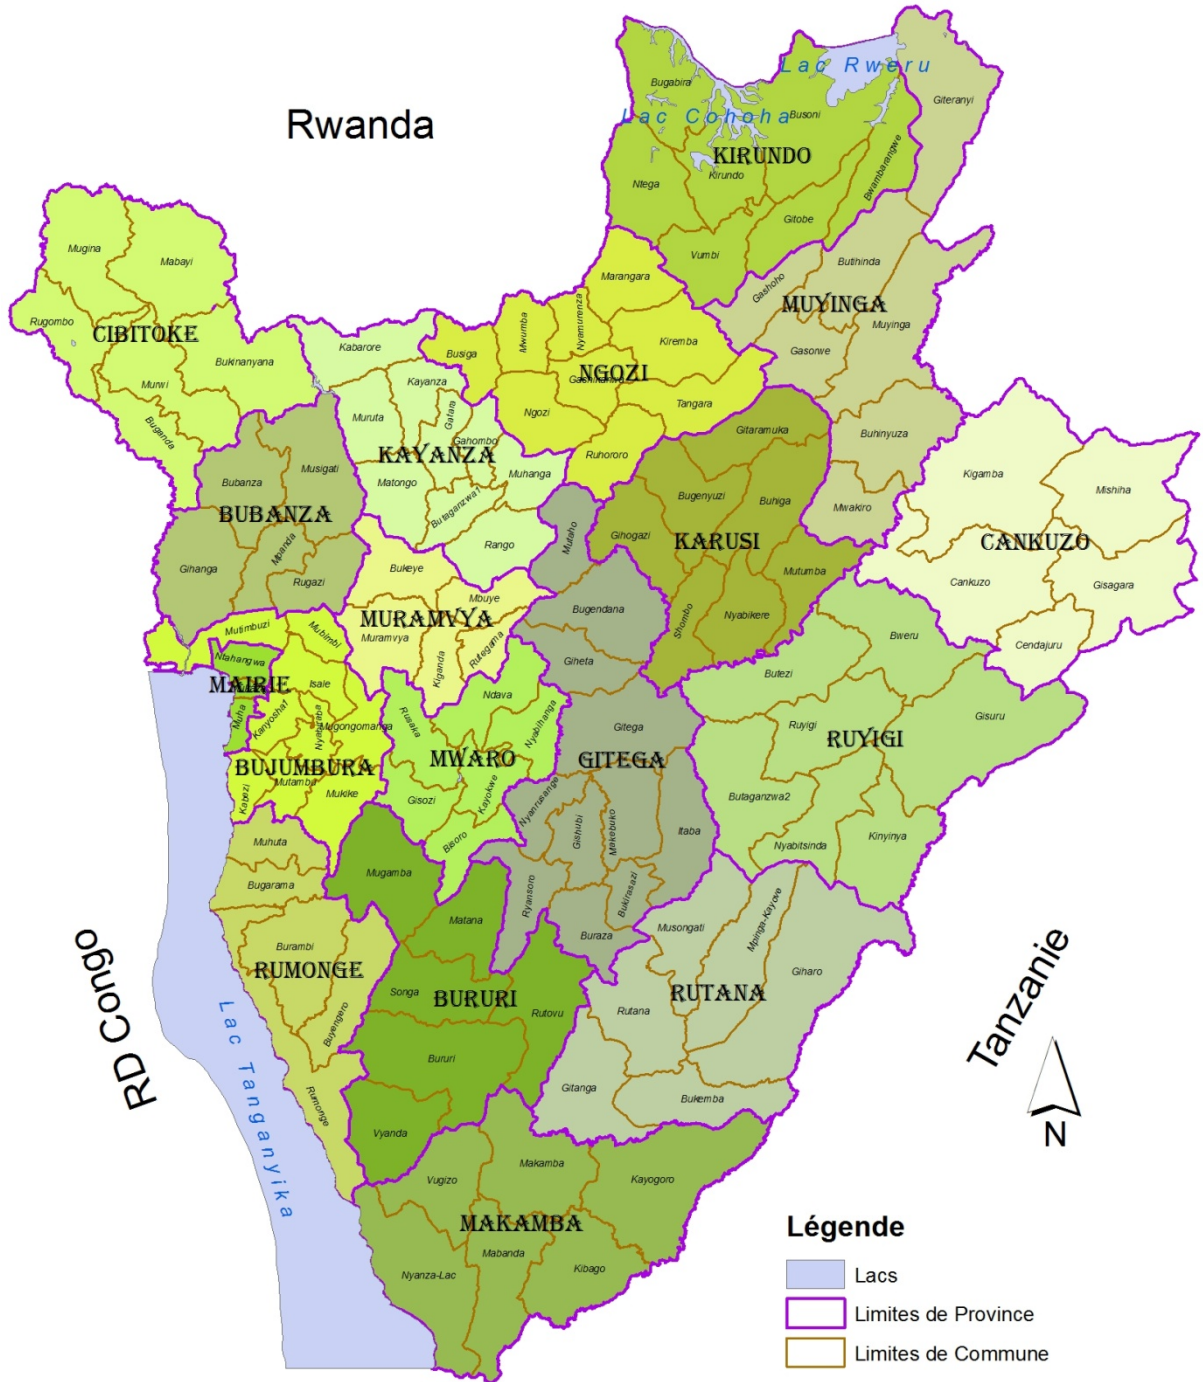 Lac Rweru
Bugabira
Giteranyi
Lac Cohoha
Busoni
Rwanda
KIRUNDO
Kirundo
Ntega
Bwambarangwe
Gitobe
Vumbi
Mugina
Mabayi
Marangara
Butihinda
Gashoho
MUYINGA
Muyinga
Rugombo
CIBITOKE
Bukinanyana
Murwi
Buganda
Kabarore
Busiga
Mwumba
Nyamurenza
Kiremba
Gasorwe
NGOZI
Kayanza
Gatara
Muruta
Ngozi
Tangara
Gahombo
KAYANZA
Gitaramuka
Buhinyuza
Ruhororo
Muhanga
Musigati
Bubanza
Matongo
Butaganzwa1
Bugenyuzi
Buhiga
Kigamba
Mishiha
BUBANZA
Mwakiro
Mutaho
Gihogazi
KARUSI
CANKUZO
Rango
Mpanda
Gihanga
Rugazi
Bukeye
Mutumba
Cankuzo
Gisagara
Mbuye
MURAMVYA
Bugendana
Shombo
Nyabikere
Muramvya
Mutimbuzi
Mubimbi
Bweru
Cendajuru
Rutegama
Kiganda
Giheta
Ntahangwa
MAIRIE
Isale
Butezi
Ndava
Muha
Kanyosha1
Nyabiraba
Mugongomanga
Rusaka
Nyabihanga
Gitega
Ruyigi
Gisuru
RUYIGI
MWARO
GITEGA
BUJUMBURA
Mutambu
Mukike
Kabezi
Gisozi
Kayokwe
Nyanrusange
Butaganzwa2
Gishubi
Makebuko
Itaba
Kinyinya
Bisoro
Nyabitsinda
Muhuta
Mugamba
Bugarama
Ryansoro
Bukirasazi
Matana
Buraza
Musongati
Mpinga-Kayove
Burambi
RUMONGE
Giharo
RD Congo
Tanzanie
Songa
BURURI
Rutovu
RUTANA
Rutana
Buyengero
Bururi
Lac Tanganyika
Rumonge
Gitanga
Bukemba
Vyanda
N
Makamba
Kayogoro
Vugizo
MAKAMBA
Mabanda
Nyanza-Lac
Kibago
Légende
Lacs
Limites de Province
Limites de Commune